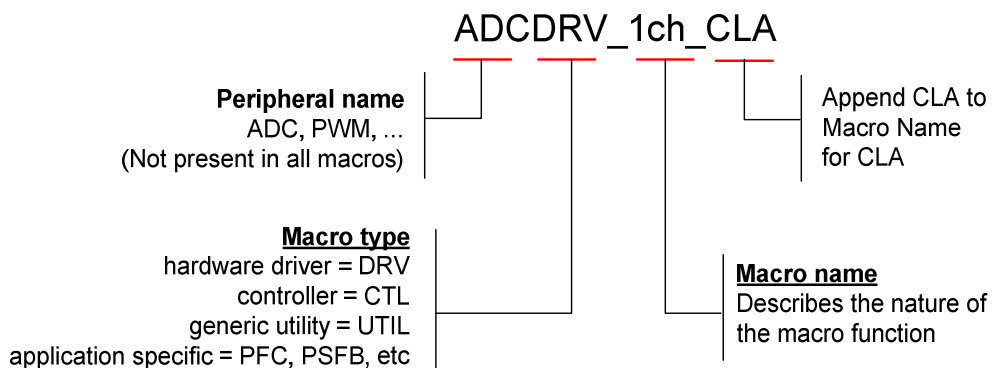 ADCDRV_1ch_CLA
Peripheral name
ADC, PWM, ...
(Not present in all macros)
Append CLA to
Macro Name
for CLA
Macro type
hardware driver = DRV
controller = CTL
generic utility = UTIL
application specific = PFC, PSFB, etc
Macro name
Describes the nature of
the macro function